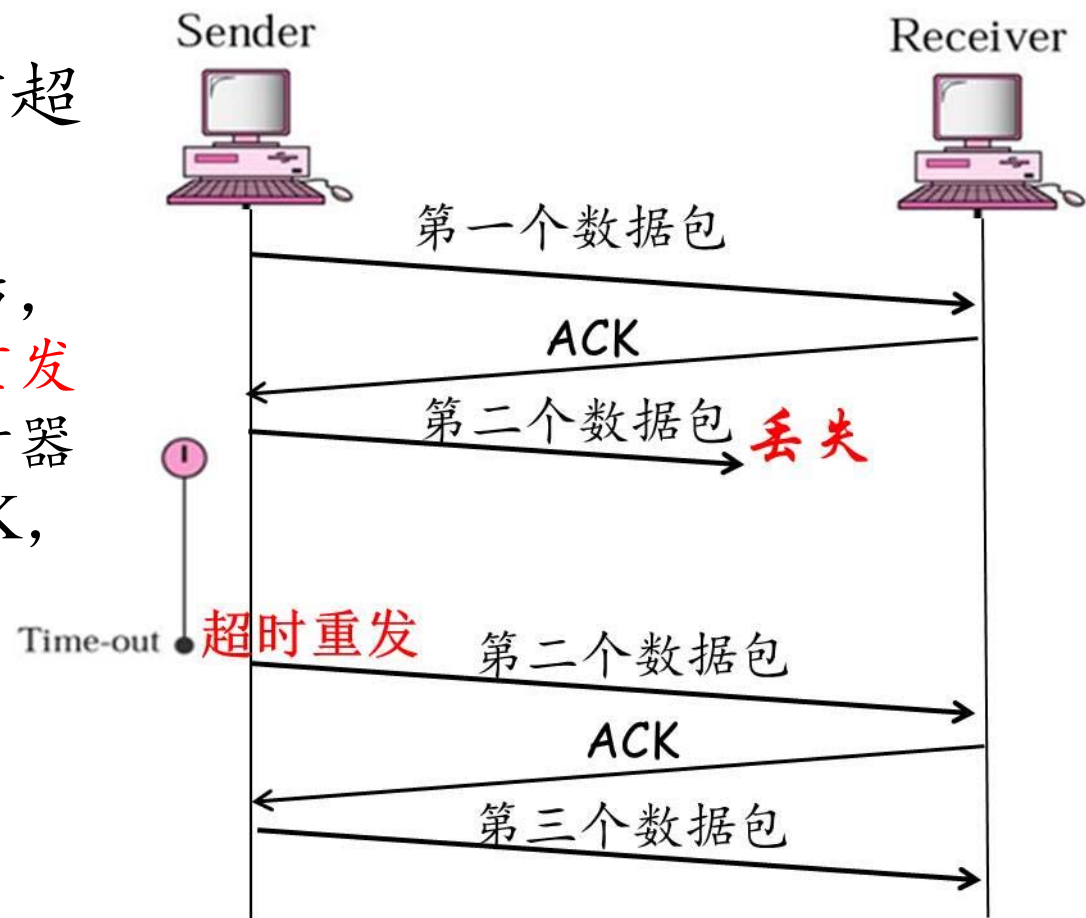 Sender
Receiver
超
第一个数据包
,
ACK
发
第二个数据包 丢失
器
,
Time-out 超时重发
第二个数据包
ACK
第三个数据包